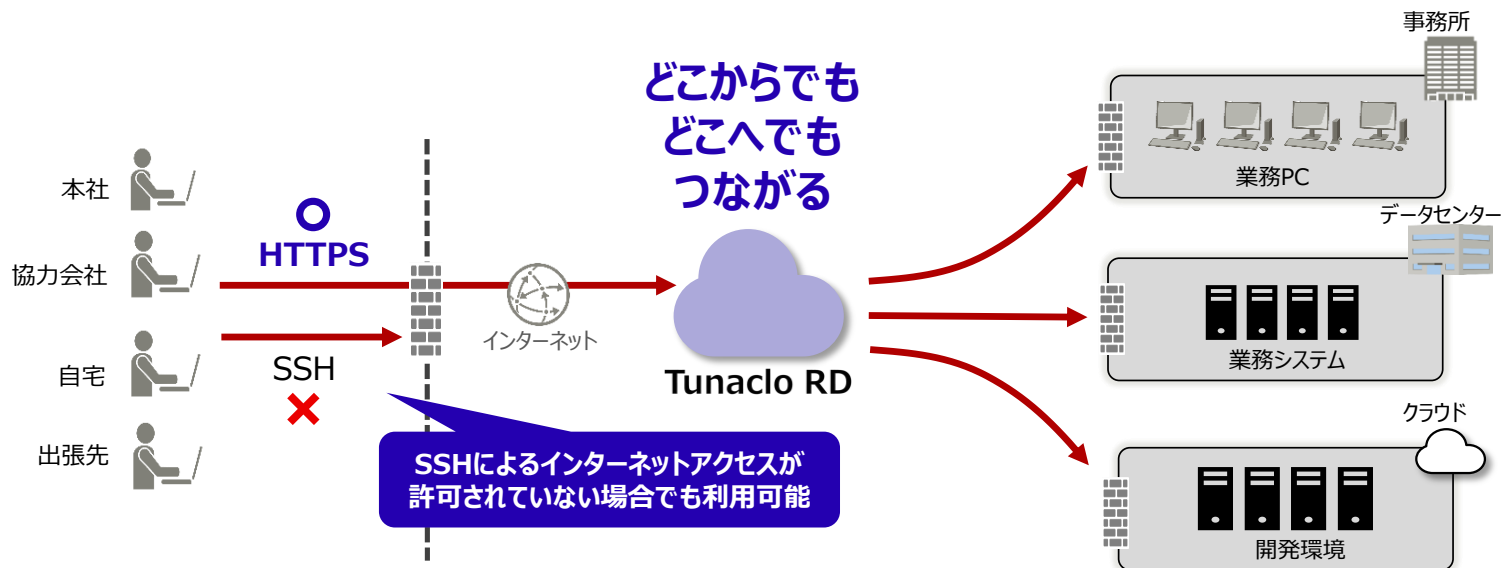 本社
協力会社
自宅
出張先
HTTPS
SSH
SSHによるインターネットアクセスが
許可されていない場合でも利用可能
インターネット
どこからでも
どこへでも
つながる
Tunaclo RD
事務所
業務PC
データセンター
業務システム
クラウド
開発環境